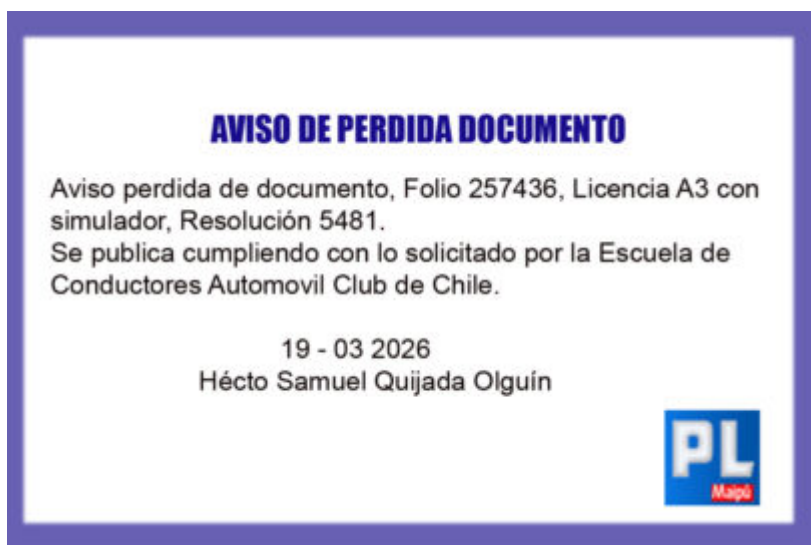 AVISO DE PERDIDA DOCUMENTO
Aviso perdida de documento, Folio 257436, Licencia A3 con
simulador, Resolución 5481.
Se publica cumpliendo con lo solicitado por la Escuela de
Conductores Automovil Club de Chile.
19 - 03 2026
Hécto Samuel Quijada Olguín
PL
Maipú